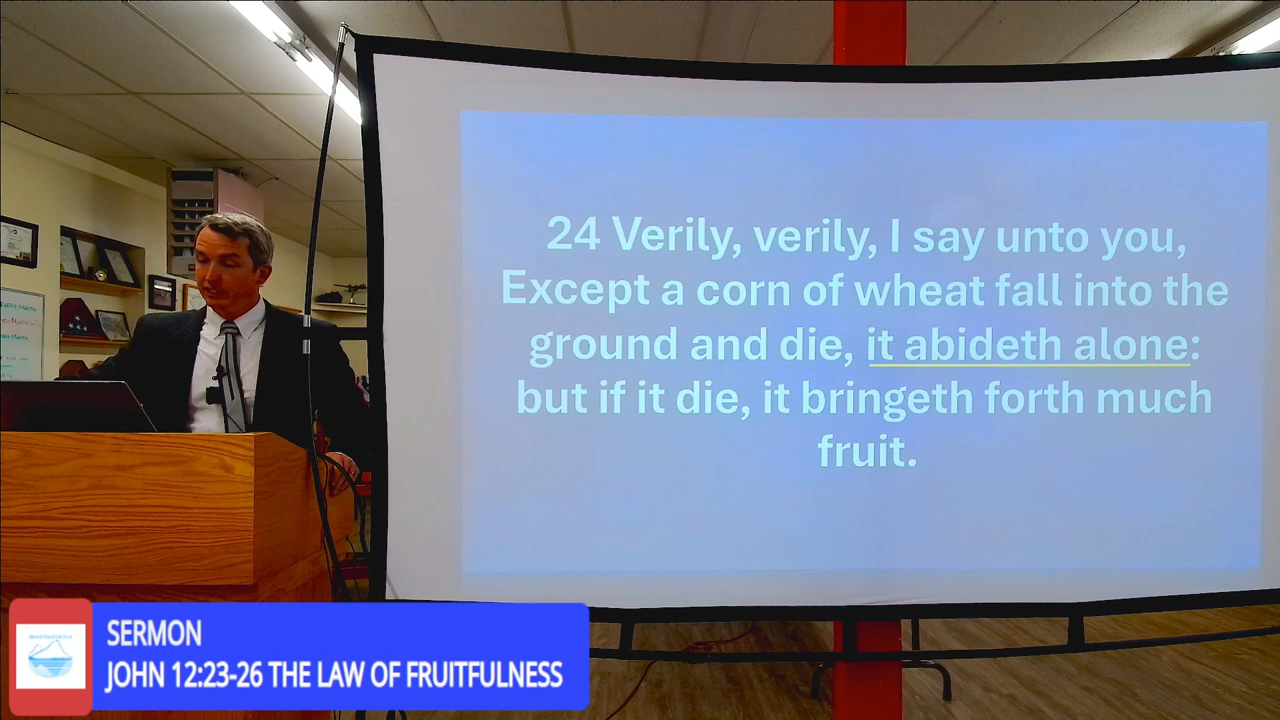 24 Verily, verily, I say unto you,
Except a corn of wheat fall into the
ground and die, it abideth alone:
but if it die, it bringeth forth much
fruit.
SERMON
JOHN 12:23-26 THE LAW OF FRUITFULNESS